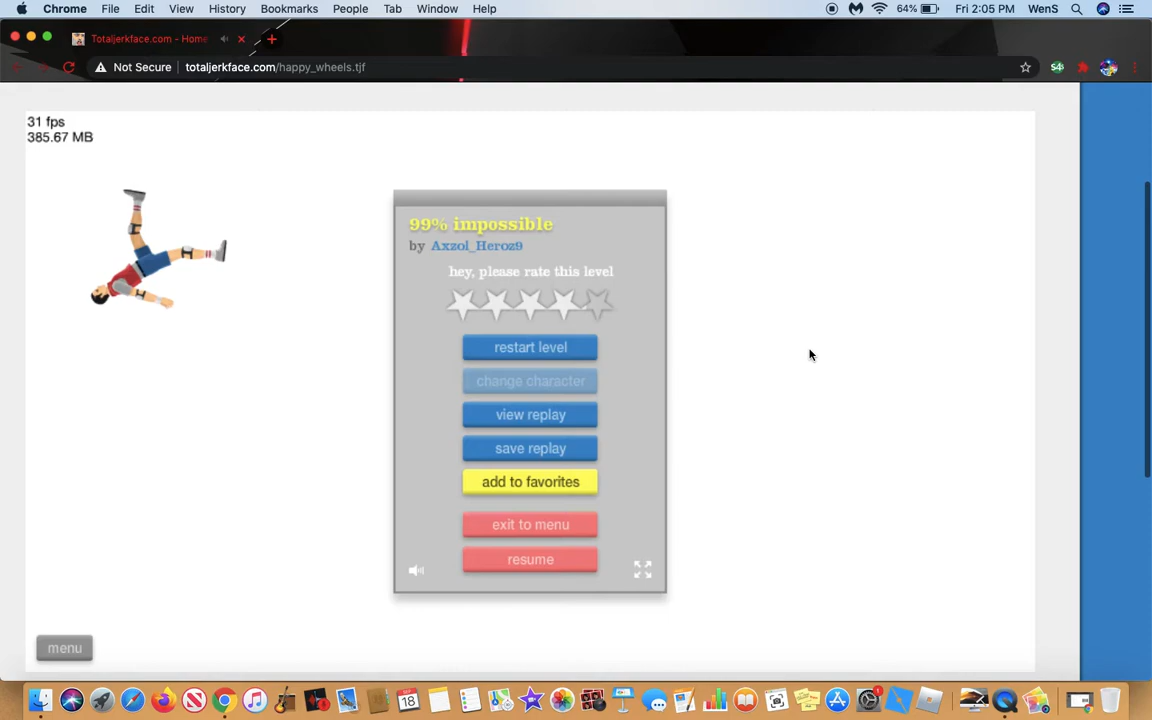 Chrome File Edit View History Bookmarks People Tab Window Help 64% Fri 2:05 PM WenS
Totaljerkface.com - Home
Not Secure totaljerkface.com/happy_wheels.tjf
31 fps
385.67 MB
99% impossible
by Axzol_Heroz9
hey, please rate this level
restart level
change character
view replay
save replay
add to favorites
exit to menu
resume
menu